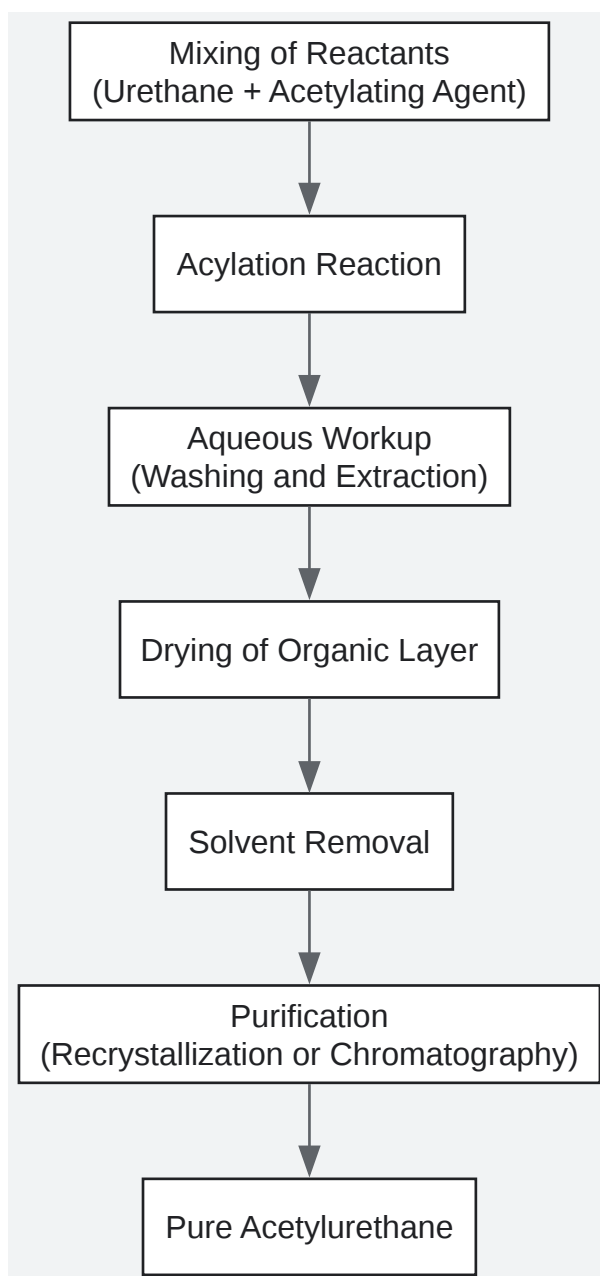 Mixing of Reactants
(Urethane + Acetylating Agent)
Acylation Reaction
Aqueous Workup
(Washing and Extraction)
Drying of Organic Layer
Solvent Removal
Purification
(Recrystallization or Chromatography)
Pure Acetylurethane